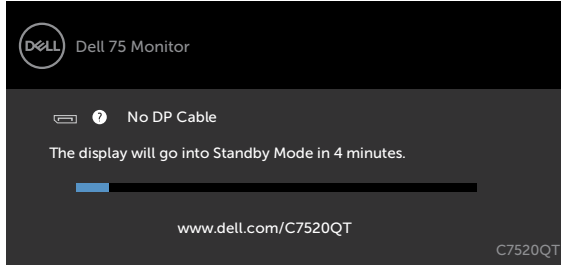 DELL
Dell 75 Monitor
? No DP Cable
The display will go into Standby Mode in 4 minutes.
www.dell.com/C7520QT
C7520QT